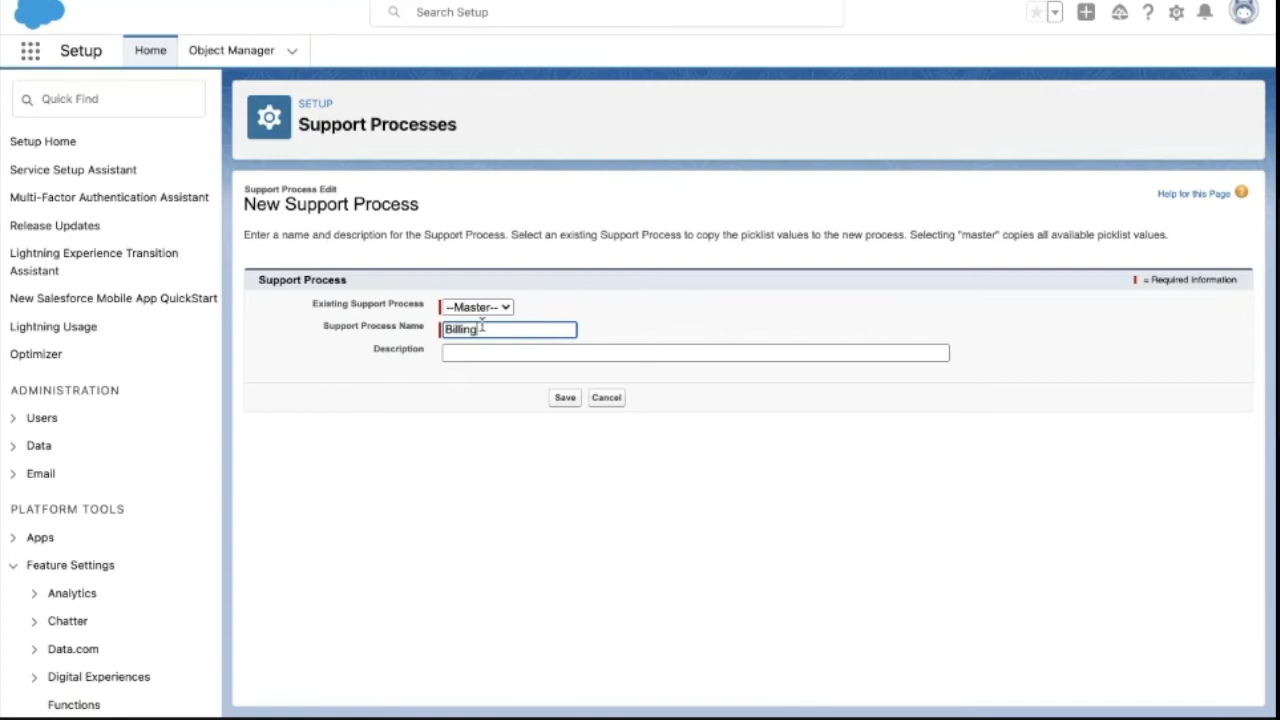 Search Setup
Setup
Home
Object Manager
Quick Find
Setup Home
Service Setup Assistant
Multi-Factor Authentication Assistant
Release Updates
Lightning Experience Transition
Assistant
New Salesforce Mobile App QuickStart
Lightning Usage
Optimizer
ADMINISTRATION
Users
Data
Email
PLATFORM TOOLS
Apps
Feature Settings
Analytics
Chatter
Data.com
Digital Experiences
Functions
SETUP
Support Processes
Support Process Edit
New Support Process
Help for this Page
Enter a name and description for the Support Process. Select an existing Support Process to copy the picklist values to the new process. Selecting "master" copies all available picklist values.
Support Process
= Required Information
Existing Support Process --Master--
Support Process Name Billing
Description
Save Cancel